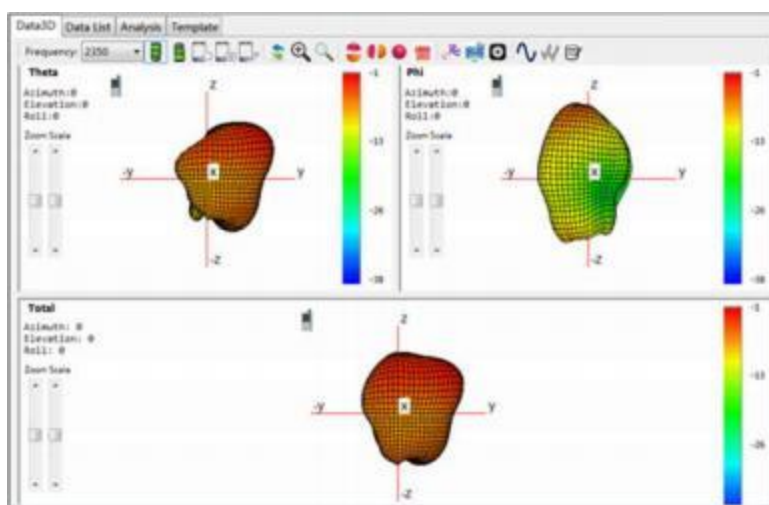 Data3D Data List Analysis Template
Frequency: 2350
Theta
Azimuth:0
Elevation:0
Roll:0
Zoom Scale
z
-y x y
-z
-1
-13
-26
-38
Phi
Azimuth:0
Elevation:0
Roll:0
Zoom Scale
z
-y x y
-z
-1
-13
-26
-38
Total
Azimuth: 0
Elevation: 0
Roll: 0
Zoom Scale
z
-y x y
-z
-1
-13
-26